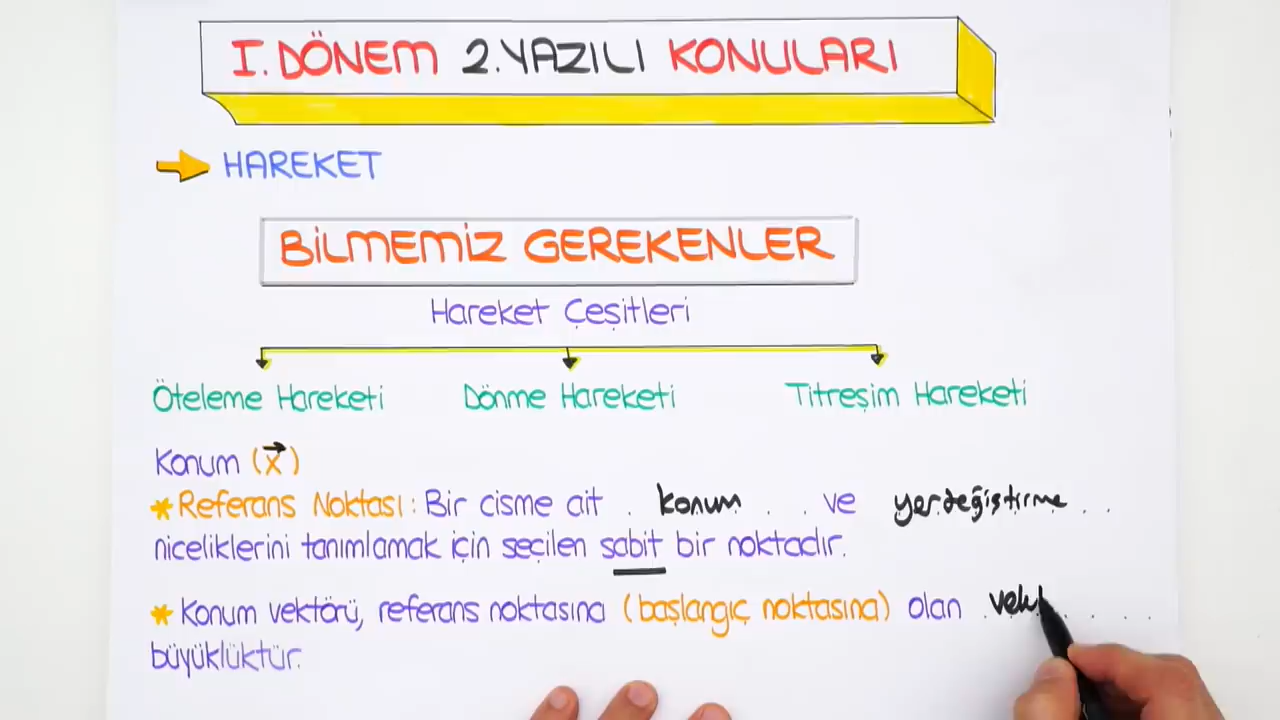 I. DÖNEM 2. YAZILI KONULARI
HAREKET
BİLMEMİZ GEREKENLER
Hareket Çeşitleri
Öteleme Hareketi Dönme Hareketi Titreşim Hareketi
Konum (x)
*Referans Noktası: Bir cisme ait . konum . . ve yerdeğiştirme . .
niceliklerini tanımlamak için seçilen sabit bir noktadır.
* Konum vektörü, referans noktasına (başlangıç noktasına) olan
büyüklüktür.